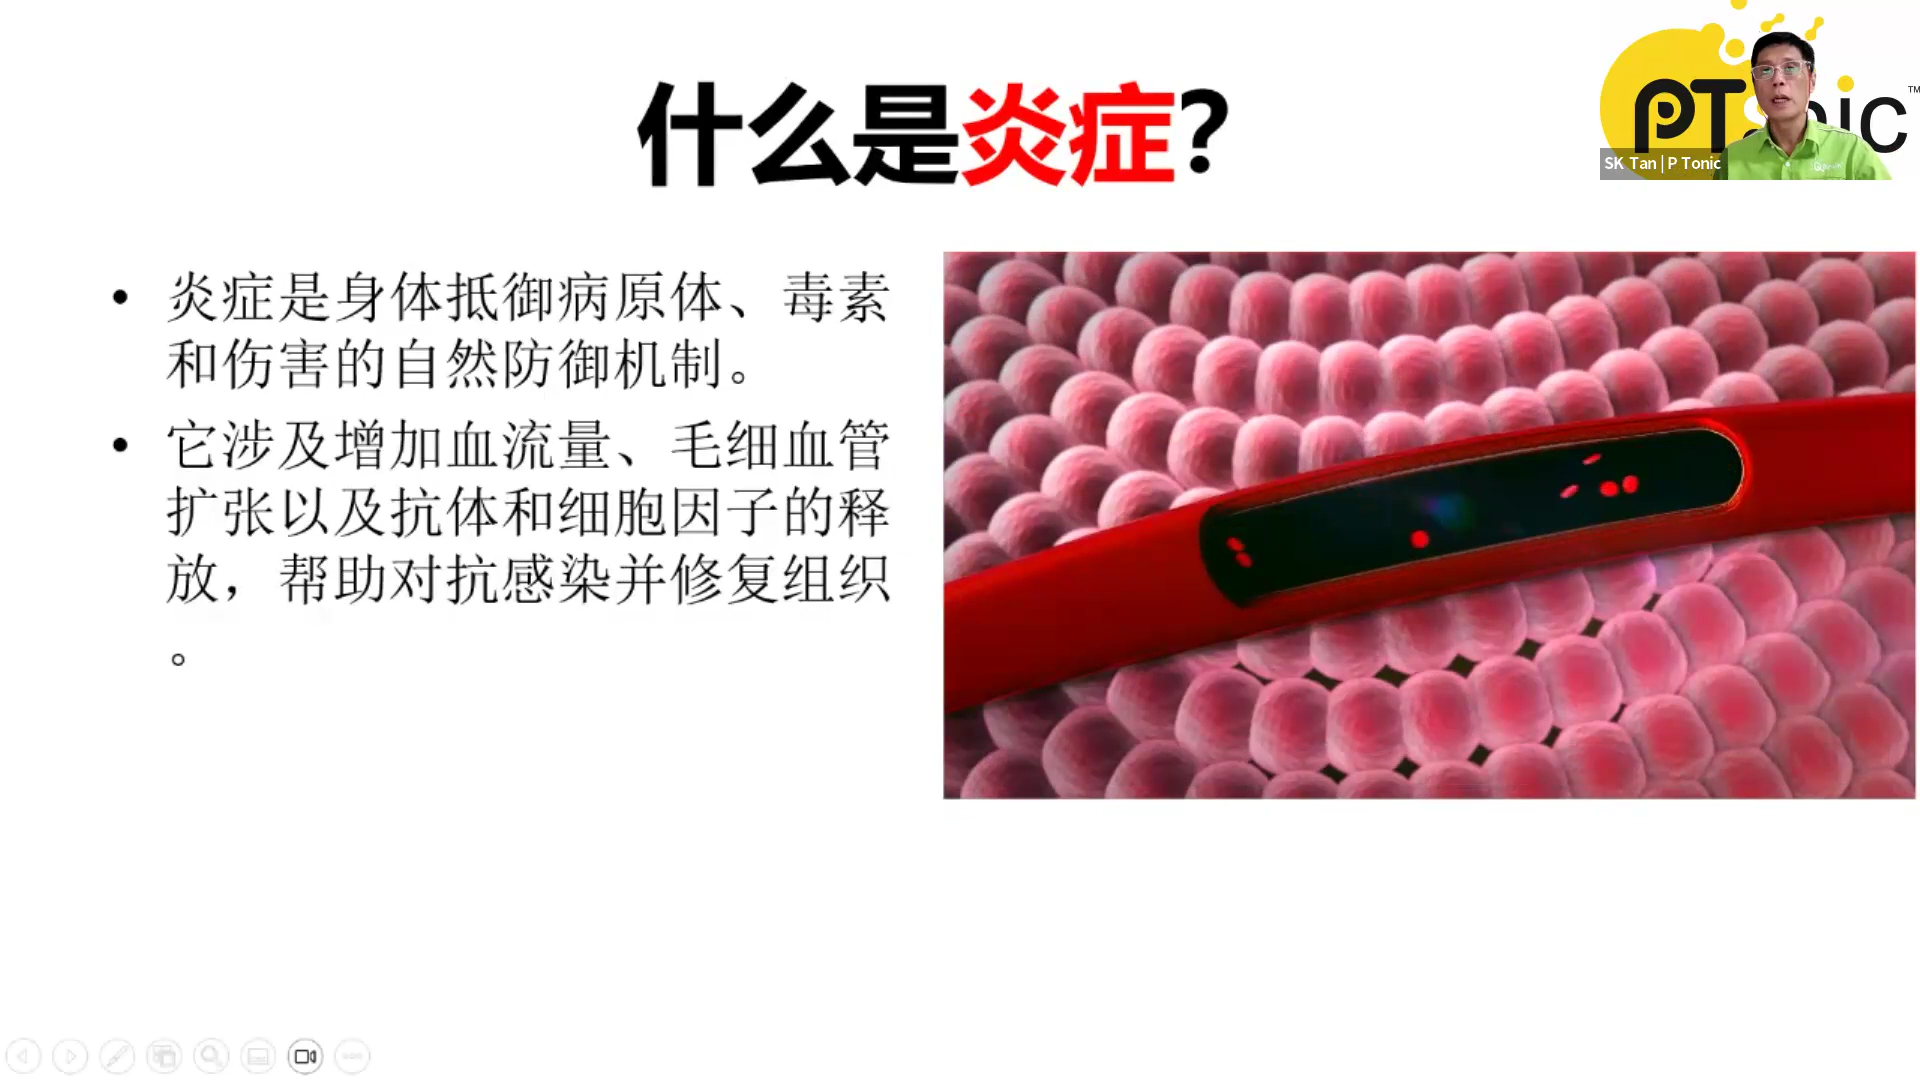 什么是炎症?
PTonic™
SK Tan | P Tonic
• 炎症是身体抵御病原体、毒素
和伤害的自然防御机制。
• 它涉及增加血流量、毛细血管
扩张以及抗体和细胞因子的释
放，帮助对抗感染并修复组织
。